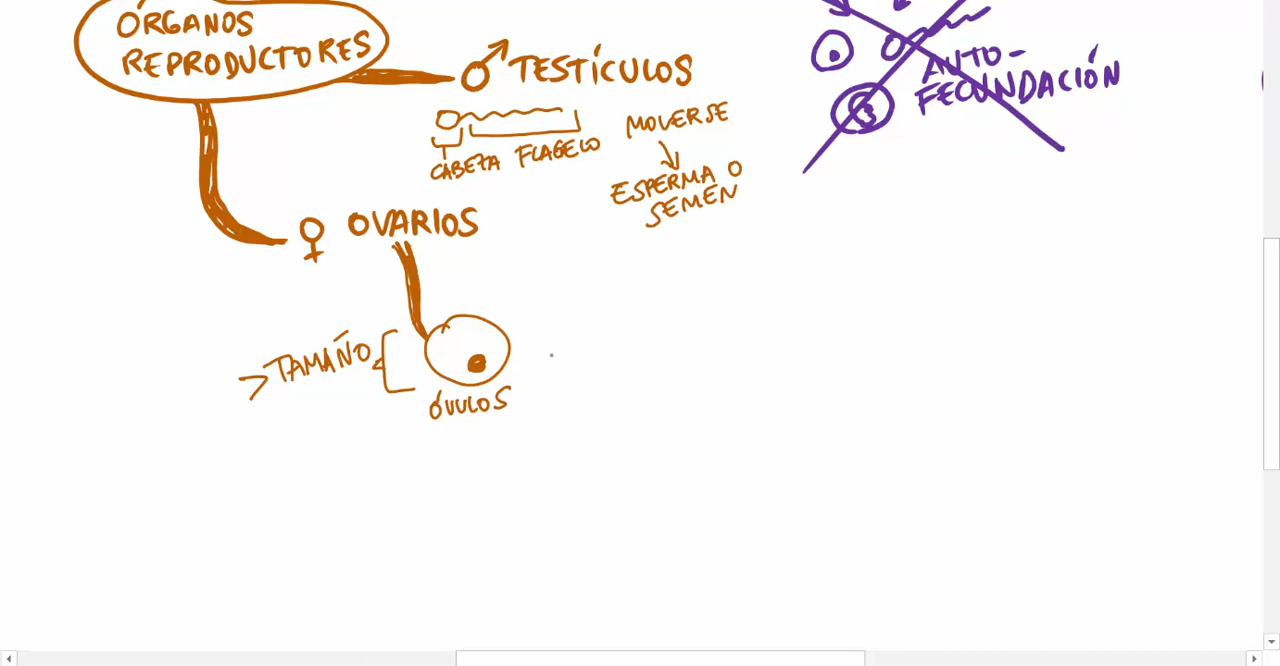 ÓRGANOS
REPRODUCTORES
♂ TESTÍCULOS
CABEZA FLAGELO
MOVERSE
ESPERMA O
SEMEN
♀ OVARIOS
> TAMAÑO
ÓVULOS
AUTO-
FECUNDACIÓN